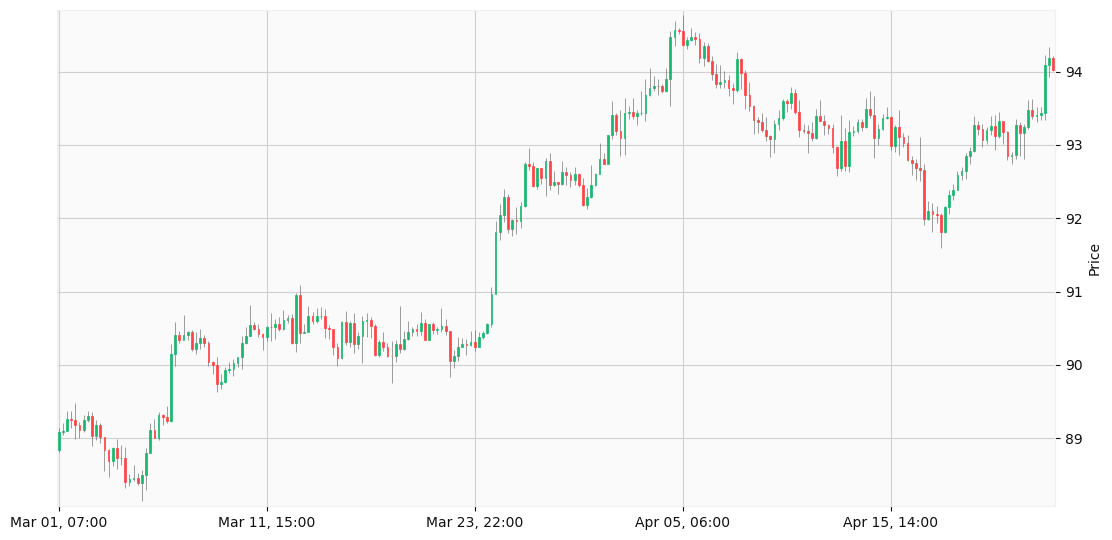 94
93
92
91
90
89
Price
Mar 01, 07:00
Mar 11, 15:00
Mar 23, 22:00
Apr 05, 06:00
Apr 15, 14:00